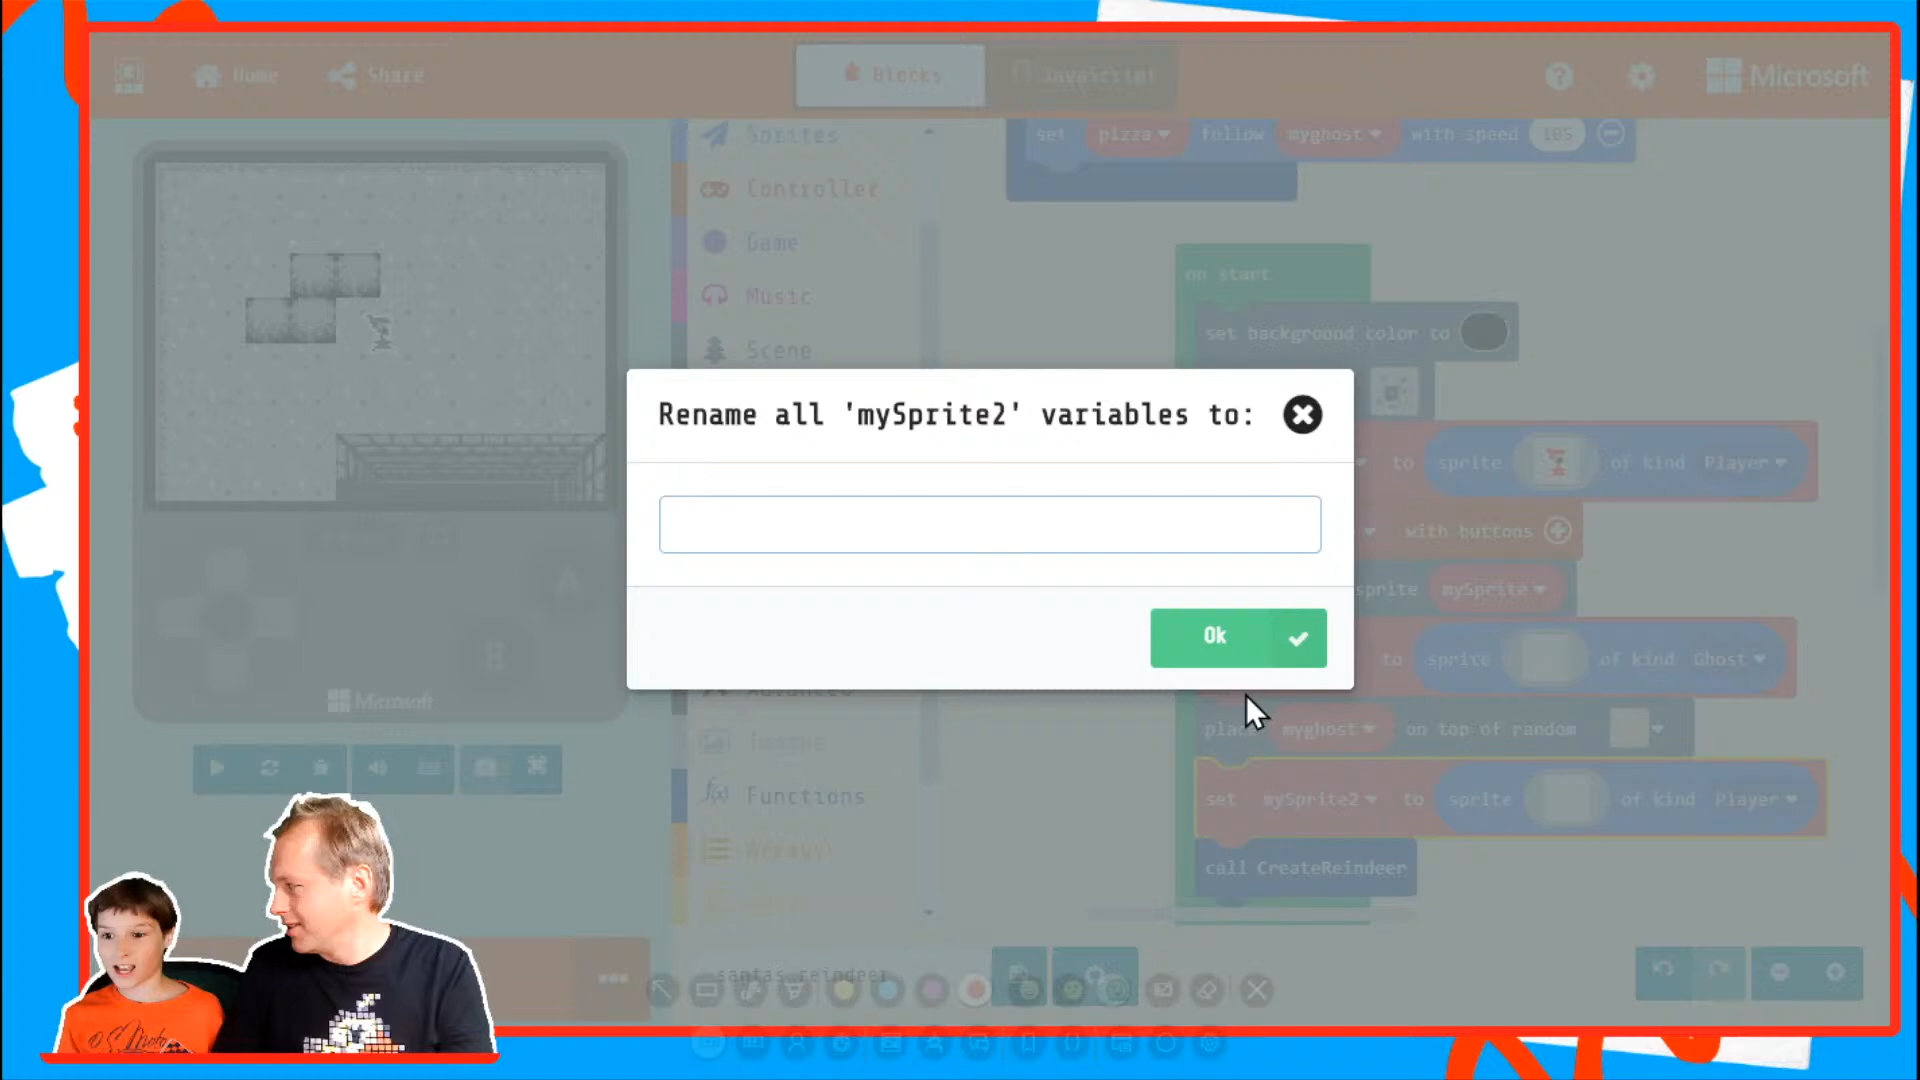 Home
Share
Blocks
JavaScript
Microsoft
Sprites
Controller
Game
Music
Scene
Advanced
Images
Functions
Arrays
set pizza follow myghost with speed 105
on start
set background color to
to sprite of kind Player
with buttons
sprite mySprite
to sprite of kind Ghost
place myghost on top of random
set mySprite2 to sprite of kind Player
call CreateReindeer
Rename all 'mySprite2' variables to:
Ok
A
B
Microsoft
santas reindeer